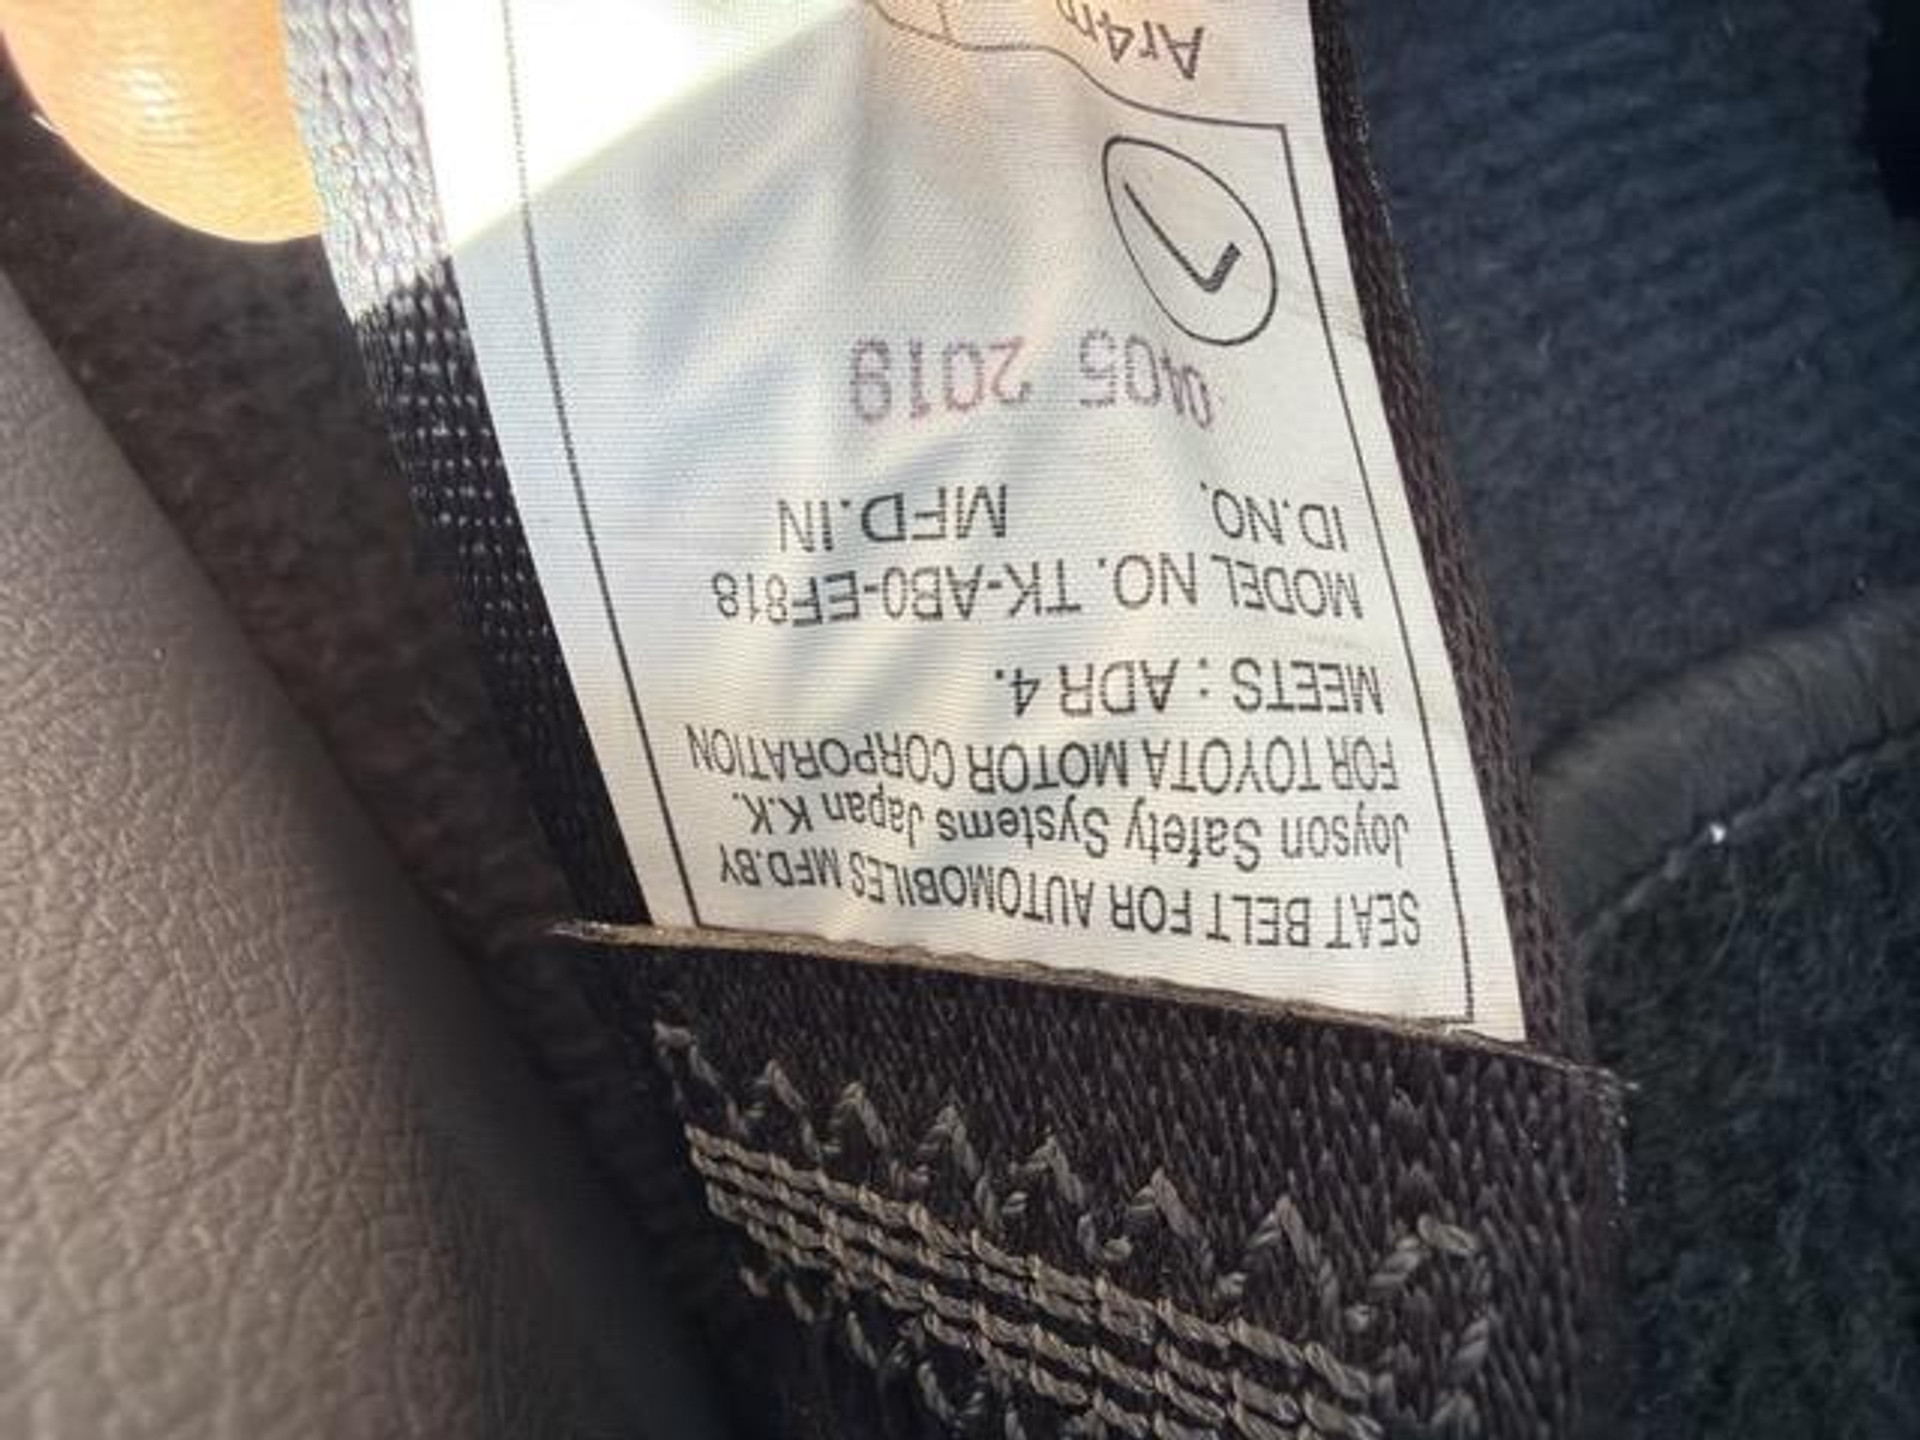 SEAT BELT FOR AUTOMOBILES MFD.BY
Joyson Safety Systems Japan K.K.
FOR TOYOTA MOTOR CORPORATION
MEETS : ADR 4.
MODEL NO. TK-AB0-EF818
ID.NO. MFD.IN
2019
L